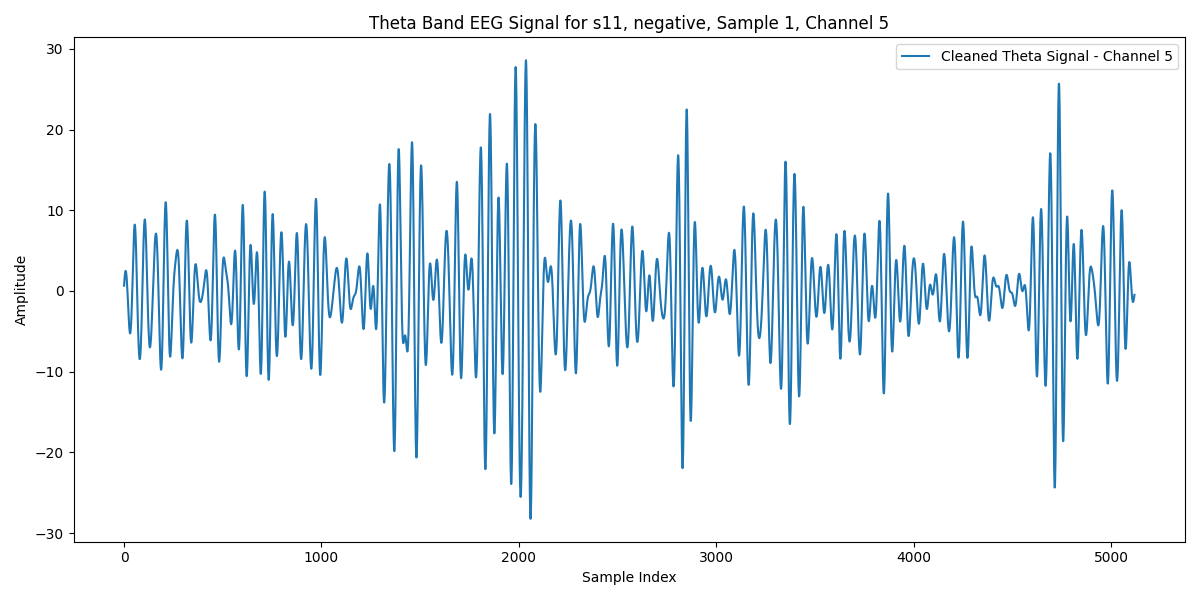 Theta Band EEG Signal for s11, negative, Sample 1, Channel 5
Cleaned Theta Signal - Channel 5
30
20
10
0
−10
−20
−30
Amplitude
0 1000 2000 3000 4000 5000
Sample Index